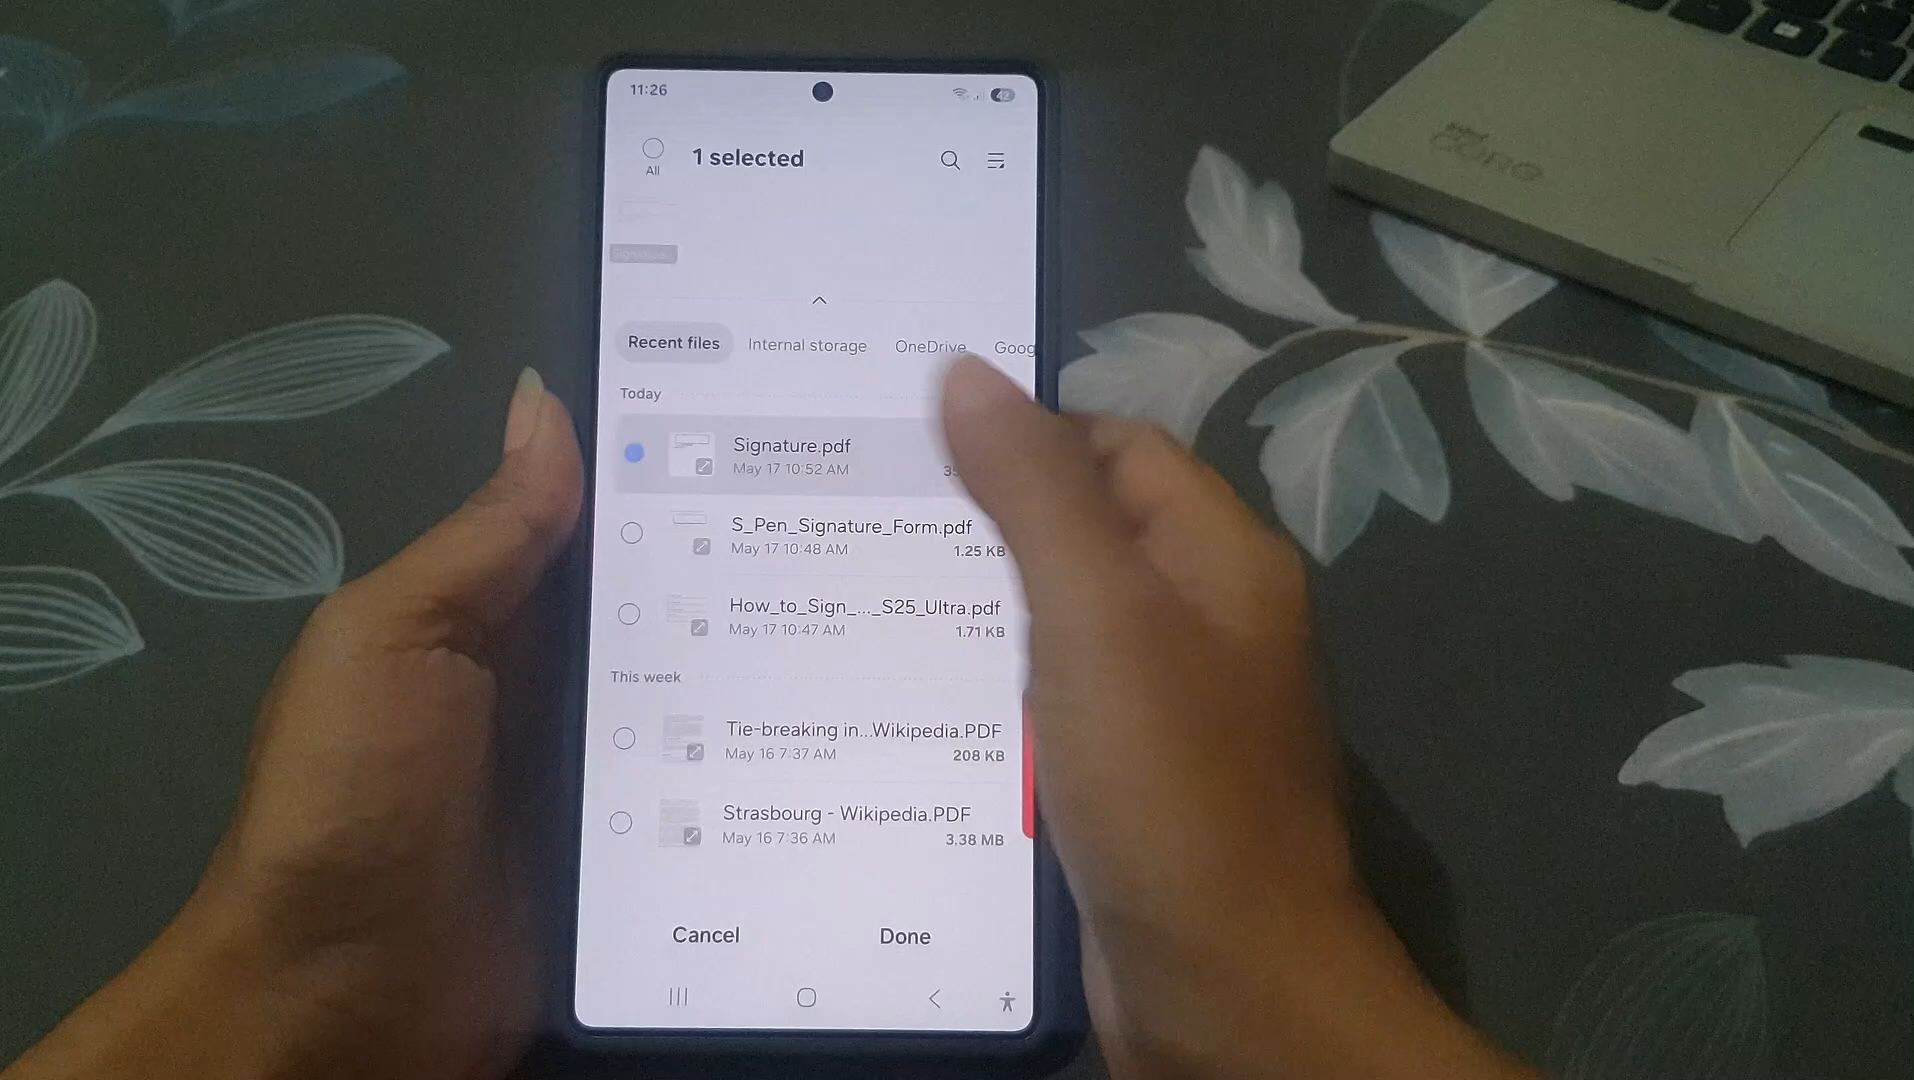 11:26
42
All
1 selected
Signature...
Recent files
Internal storage
OneDrive
Goog
Today
Signature.pdf
May 17 10:52 AM
S_Pen_Signature_Form.pdf
May 17 10:48 AM
1.25 KB
How_to_Sign_..._S25_Ultra.pdf
May 17 10:47 AM
1.71 KB
This week
Tie-breaking in...Wikipedia.PDF
May 16 7:37 AM
208 KB
Strasbourg - Wikipedia.PDF
May 16 7:36 AM
3.38 MB
Cancel
Done